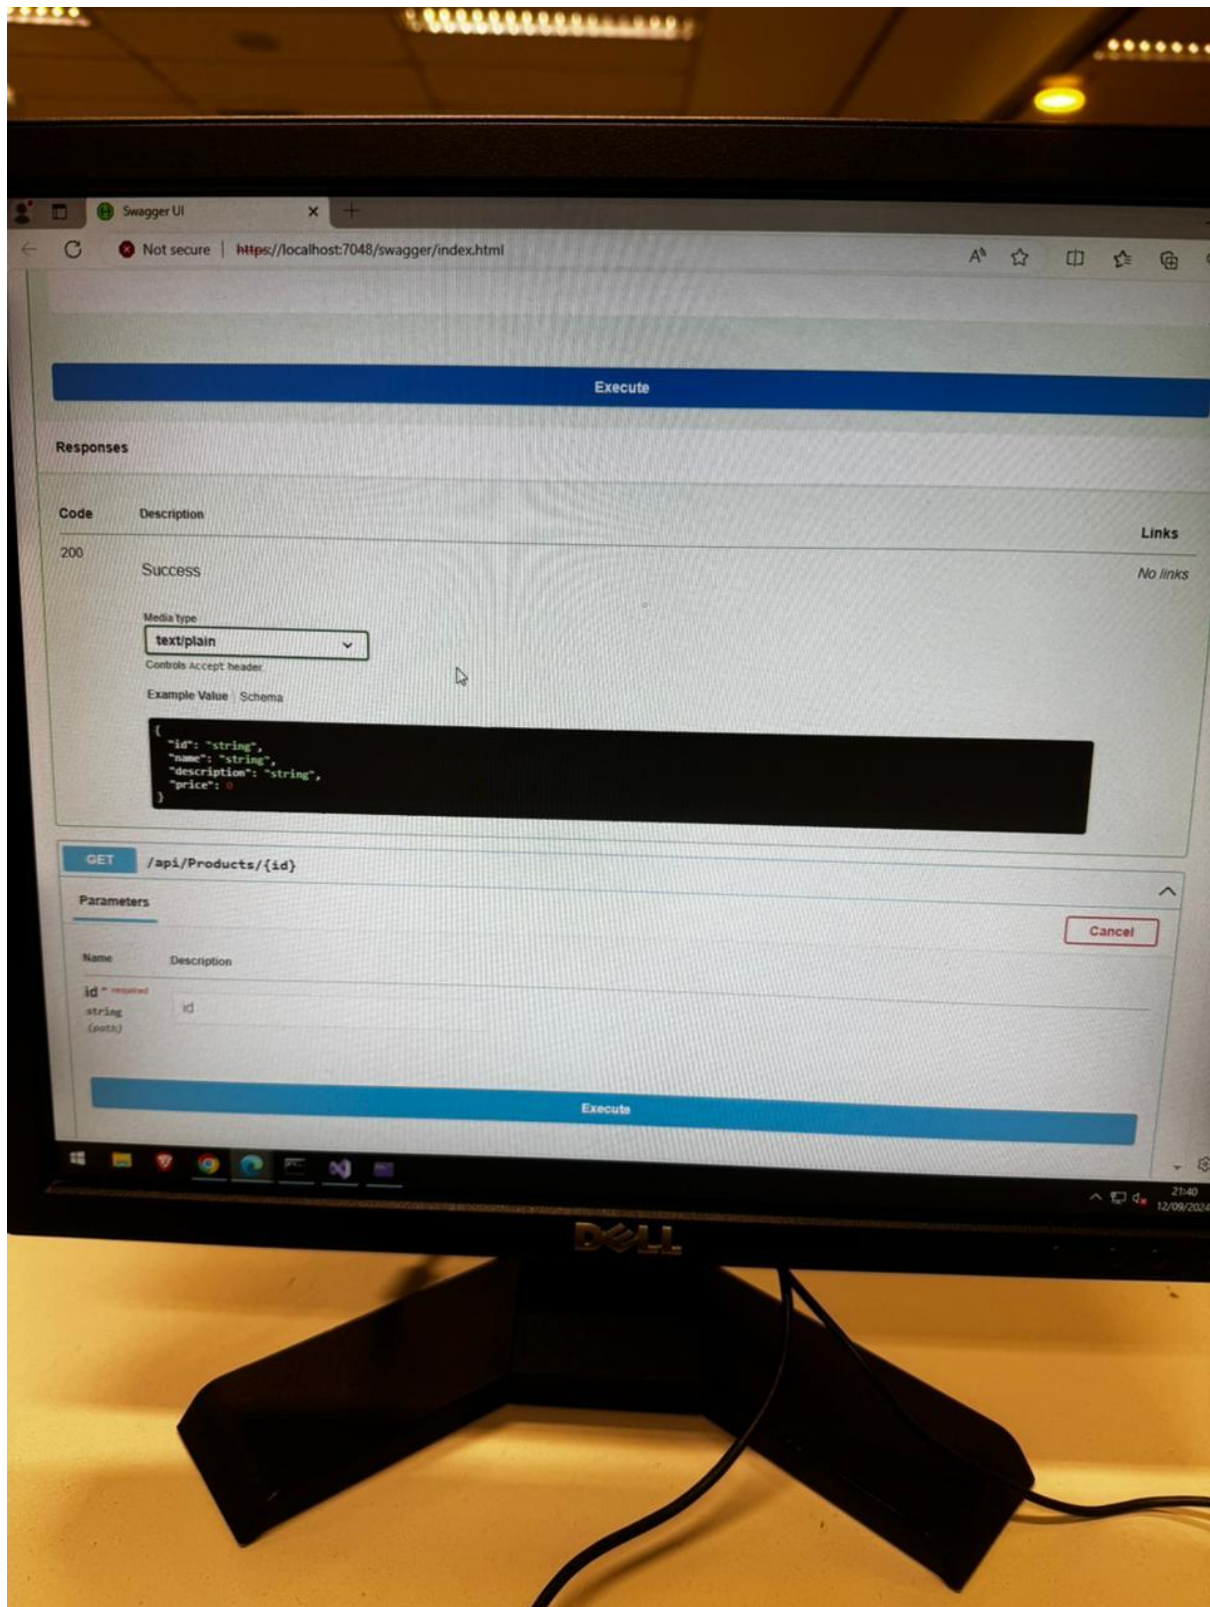 Swagger UI
Not secure | https://localhost:7048/swagger/index.html
Execute
Responses
Code Description Links
200 Success No links
Media type
text/plain
Controls Accept header.
Example Value | Schema
{
"id": "string",
"name": "string",
"description": "string",
"price": 0
}
GET /api/Products/{id}
Parameters
Cancel
Name Description
id * required
string
(path)
id
Execute
21:40
12/09/2024
DELL